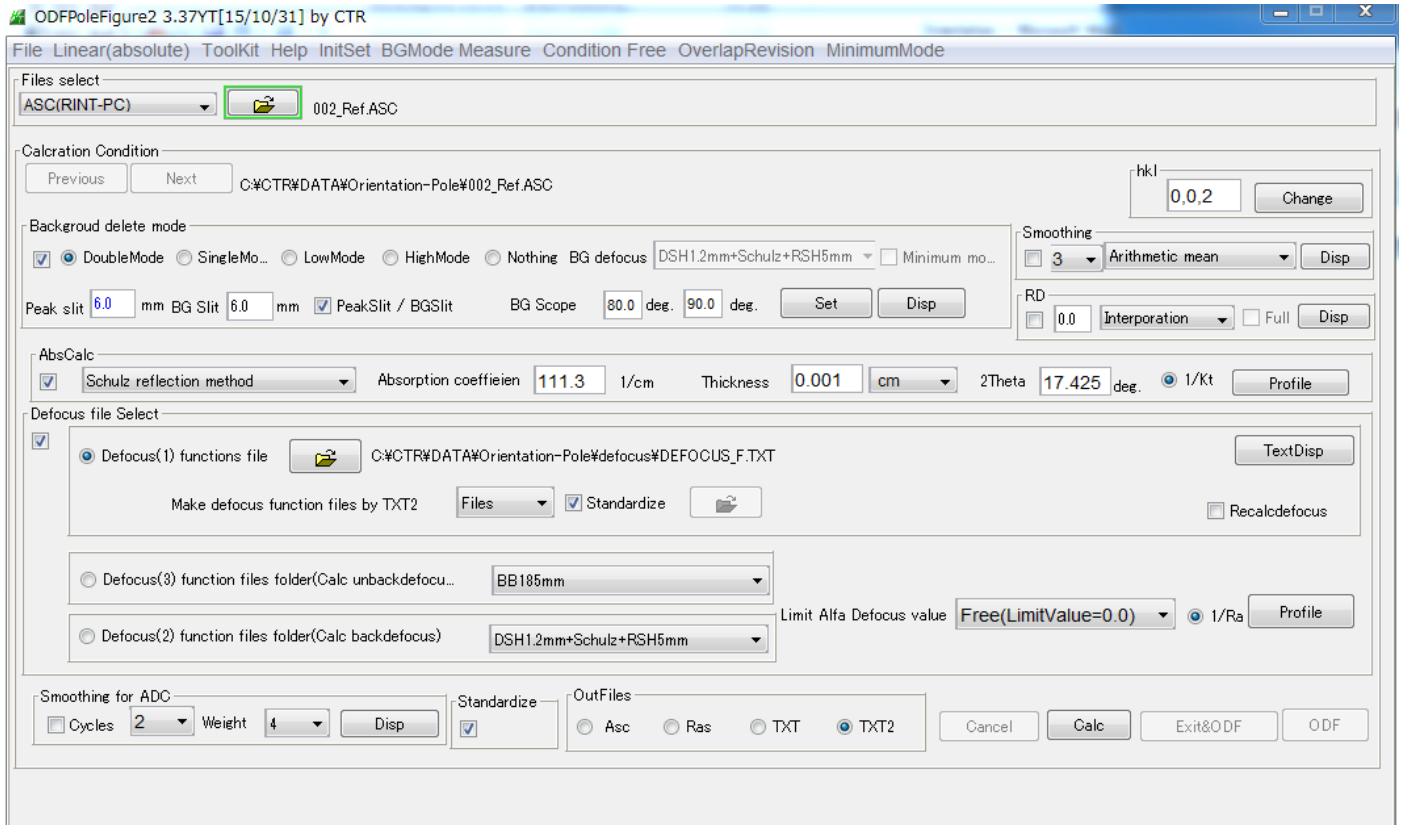 ODFPoleFigure2 3.37YT[15/10/31] by CTR
File Linear(absolute) ToolKit Help InitSet BGMode Measure Condition Free OverlapRevision MinimumMode
Files select
ASC(RINT-PC) 002_Ref.ASC
Calcration Condition
Previous Next C:¥CTR¥DATA¥Orientation-Pole¥002_Ref.ASC
hkl
0,0,2 Change
Backgroud delete mode
DoubleMode SingleMo... LowMode HighMode Nothing BG defocus DSH1.2mm+Schulz+RSH5mm Minimum mo...
Peak slit 6.0 mm BG Slit 6.0 mm PeakSlit / BGSlit BG Scope 80.0 deg. 90.0 deg. Set Disp
Smoothing
3 Arithmetic mean Disp
RD
0.0 Interporation Full Disp
AbsCalc
Schulz reflection method Absorption coeffieien 111.3 1/cm Thickness 0.001 cm 2Theta 17.425 deg. 1/Kt Profile
Defocus file Select
Defocus(1) functions file C:¥CTR¥DATA¥Orientation-Pole¥defocus¥DEFOCUS_F.TXT TextDisp
Make defocus function files by TXT2 Files Standardize Recalcdefocus
Defocus(3) function files folder(Calc unbackdefocu... BB185mm
Limit Alfa Defocus value Free(LimitValue=0.0) 1/Ra Profile
Defocus(2) function files folder(Calc backdefocus) DSH1.2mm+Schulz+RSH5mm
Smoothing for ADC
Cycles 2 Weight 4 Disp
Standardize
OutFiles
Asc Ras TXT TXT2
Cancel Calc Exit&ODF ODF